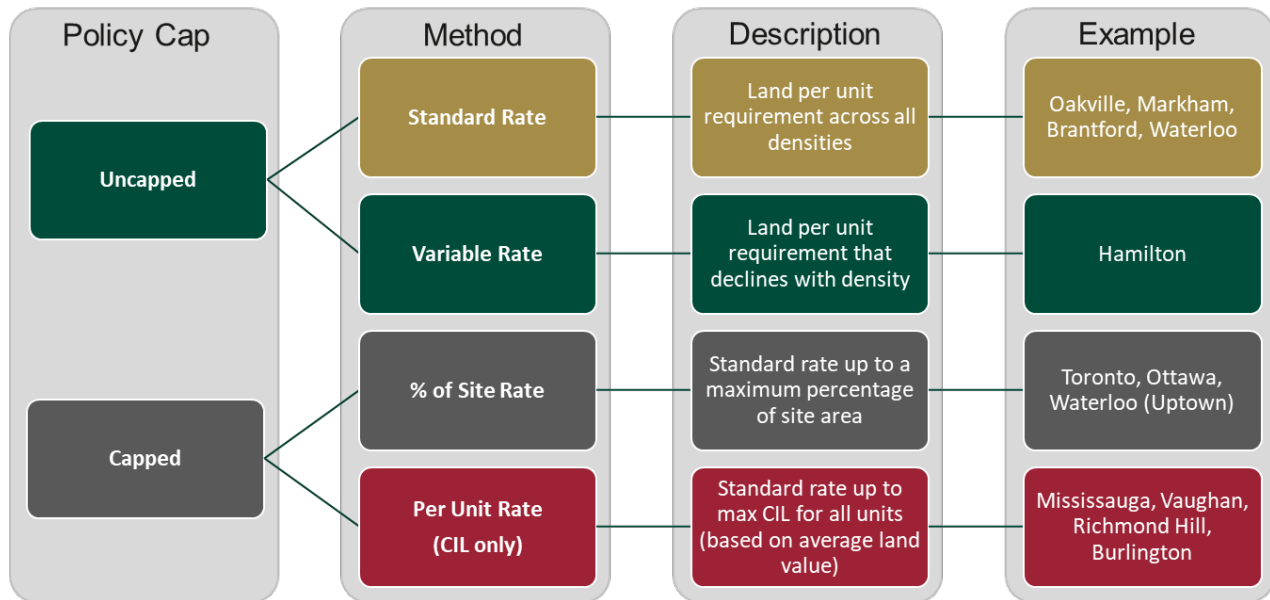 Policy Cap
Method
Description
Example
Uncapped
Standard Rate
Land per unit
requirement across all
densities
Oakville, Markham,
Brantford, Waterloo
Variable Rate
Land per unit
requirement that
declines with density
Hamilton
Capped
% of Site Rate
Standard rate up to a
maximum percentage
of site area
Toronto, Ottawa,
Waterloo (Uptown)
Per Unit Rate
(CIL only)
Standard rate up to
max CIL for all units
(based on average land
value)
Mississauga, Vaughan,
Richmond Hill,
Burlington